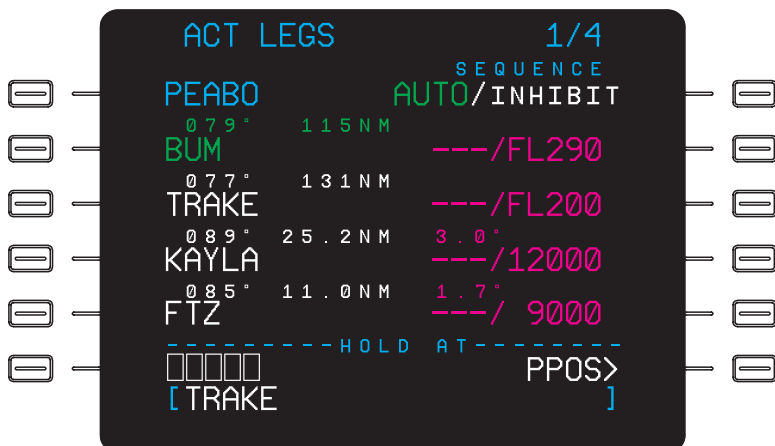 ACT LEGS 1/4
SEQUENCE
PEABO AUTO/INHIBIT
079° 115NM
BUM ---/FL290
077° 131NM
TRAKE ---/FL200
089° 25.2NM 3.0°
KAYLA ---/12000
085° 11.0NM 1.7°
FTZ ---/ 9000
---------HOLD AT--------
□□□□□ PPOS>
[TRAKE ]